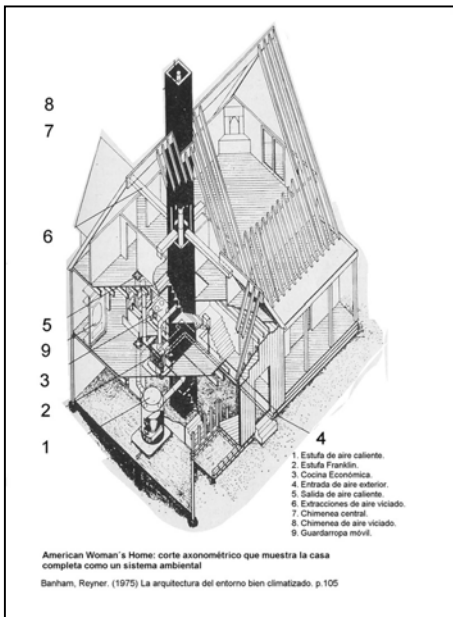 8
7
6
5
9
3
2
1
4
1. Estufa de aire caliente.
2. Estufa Franklin.
3. Cocina Económica.
4. Entrada de aire exterior.
5. Salida de aire caliente.
6. Extracciones de aire viciado.
7. Chimenea central.
8. Chimenea de aire viciado.
9. Guardarropa móvil.
American Woman´s Home: corte axonométrico que muestra la casa
completa como un sistema ambiental
Banham, Reyner. (1975) La arquitectura del entorno bien climatizado. p.105